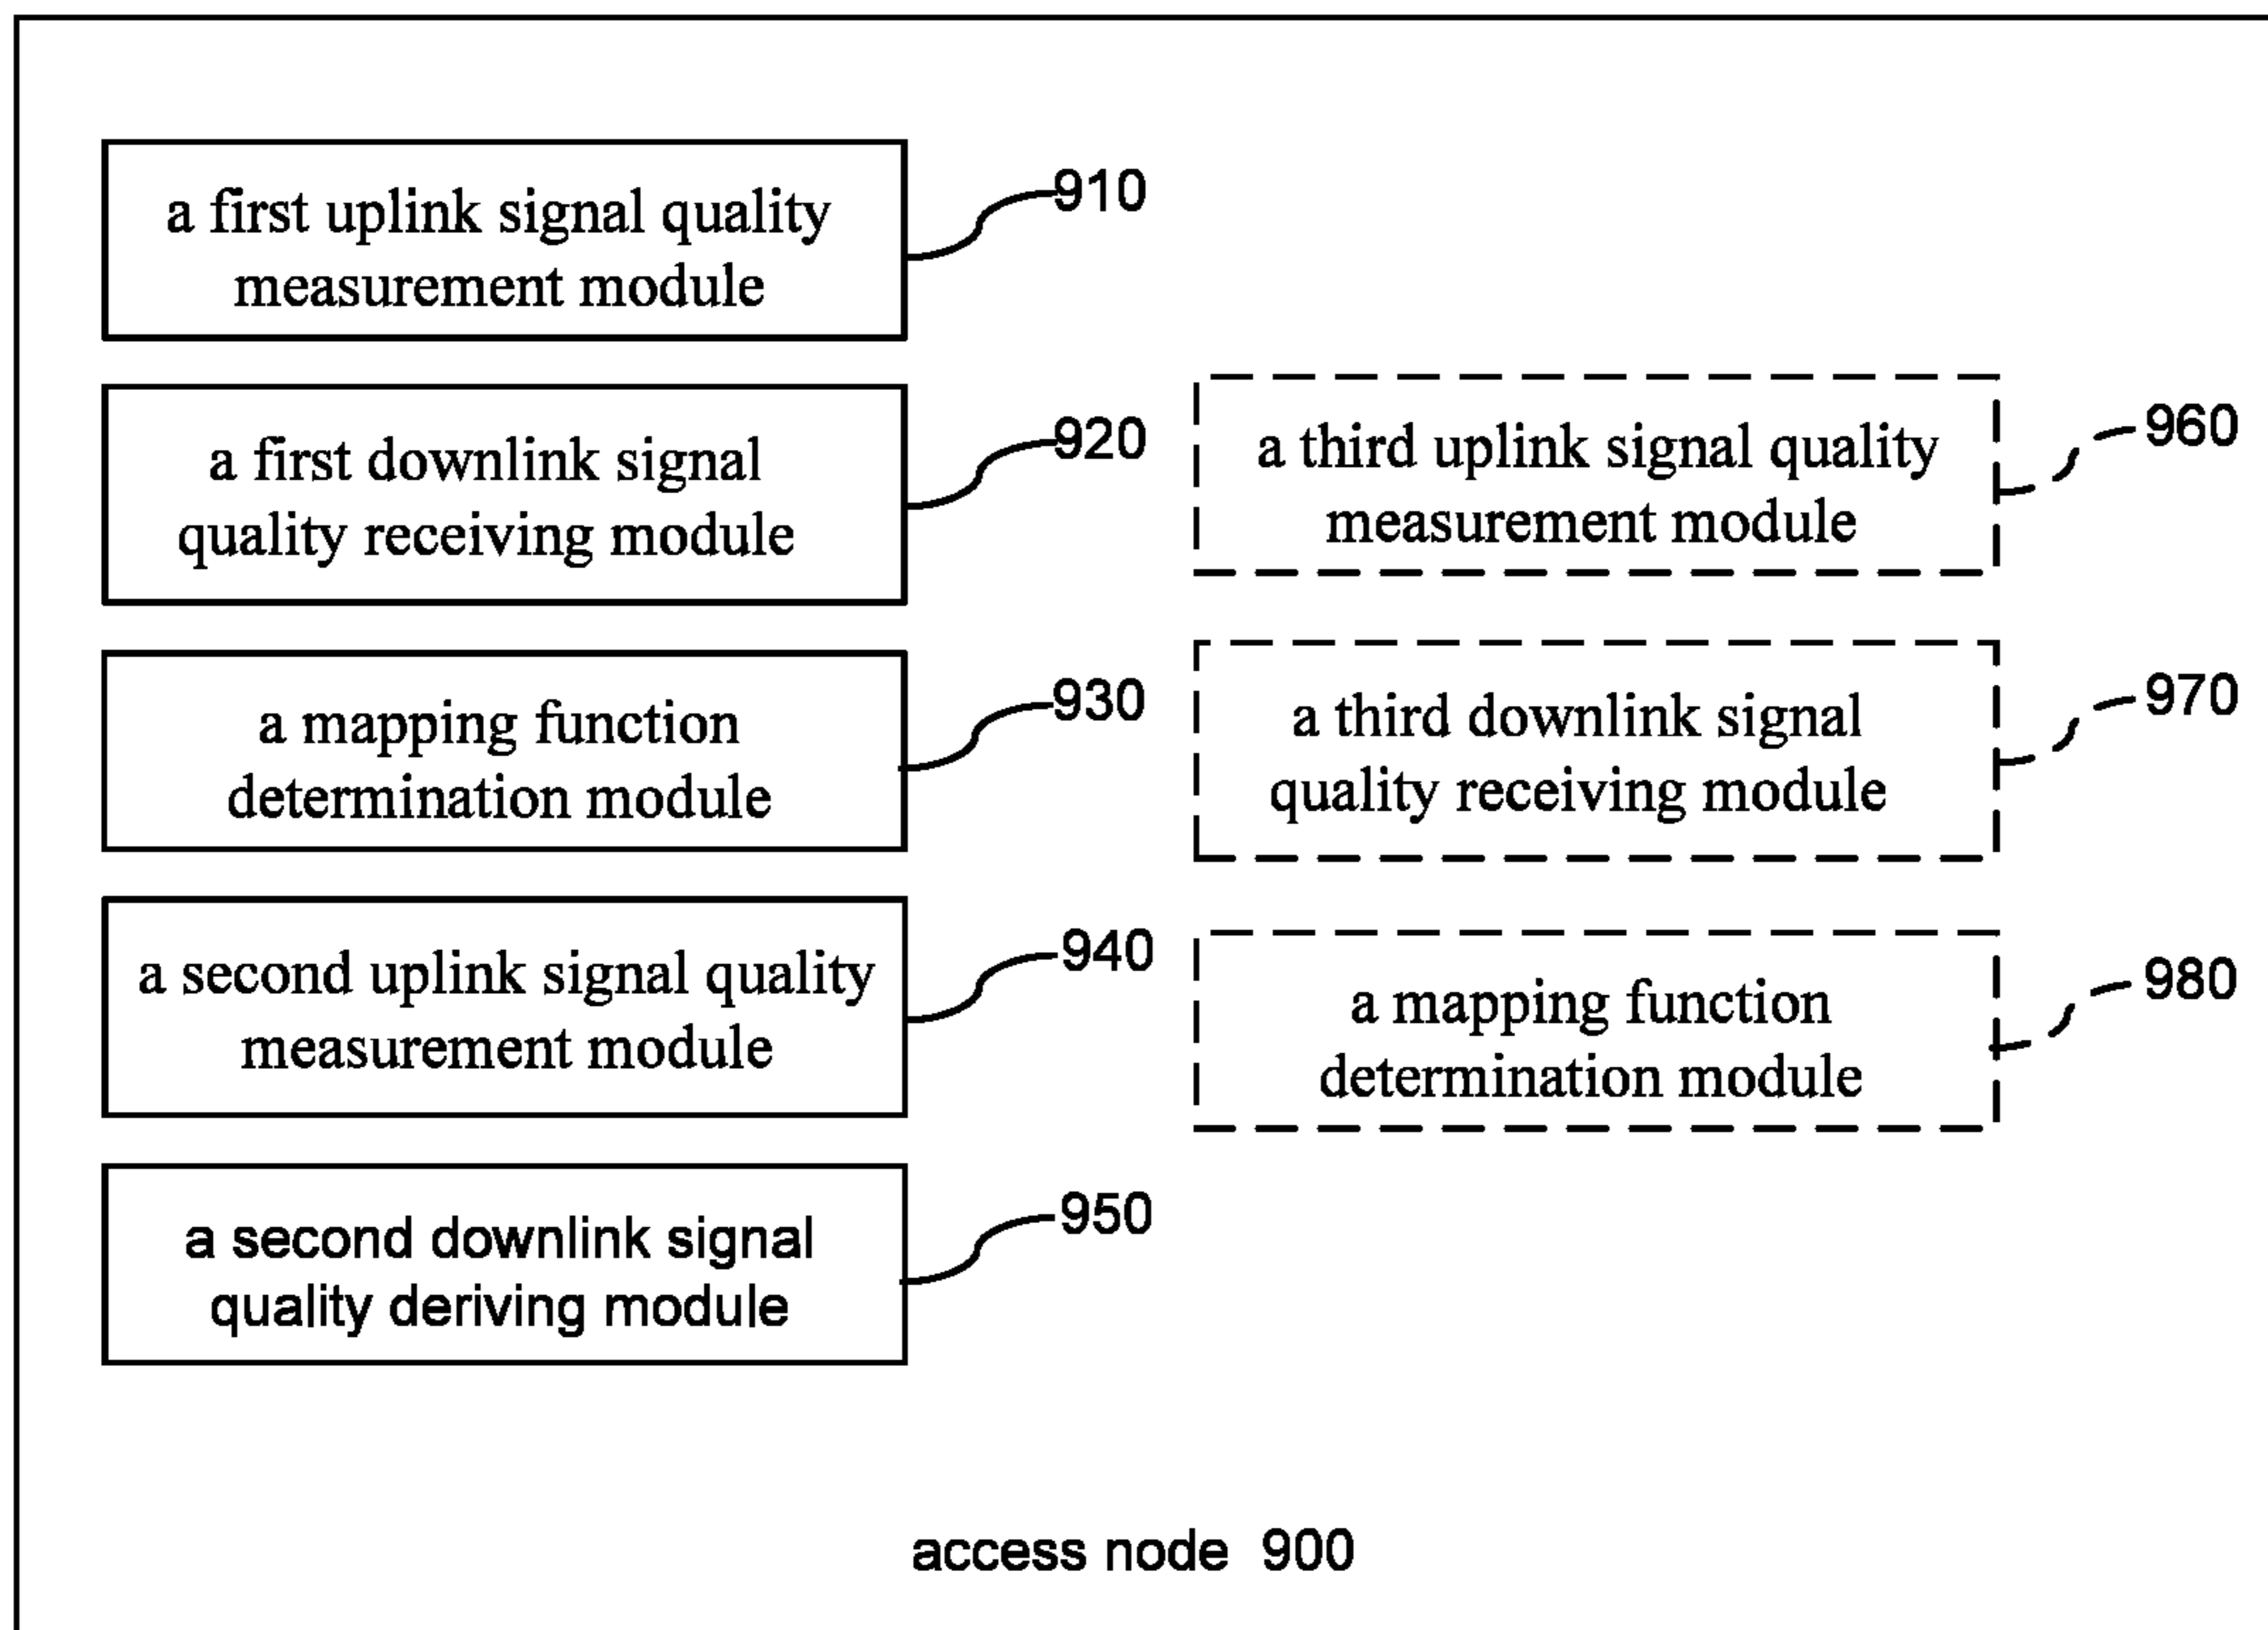 a first uplink signal quality
measurement module
910
a first downlink signal
quality receiving module
920
a mapping function
determination module
930
a second uplink signal quality
measurement module
940
a second downlink signal
quality deriving module
950
a third uplink signal quality
measurement module
960
a third downlink signal
quality receiving module
970
a mapping function
determination module
980
access node 900